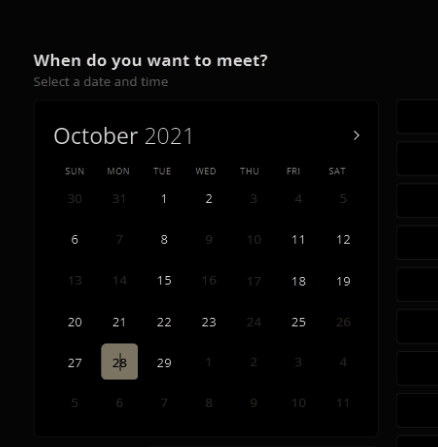 When do you want to meet?
Select a date and time
October 2021
SUN MON TUE WED THU FRI SAT
30 31 1 2 3 4 5
6 7 8 9 10 11 12
13 14 15 16 17 18 19
20 21 22 23 24 25 26
27 28 29 1 2 3 4
5 6 7 8 9 10 11